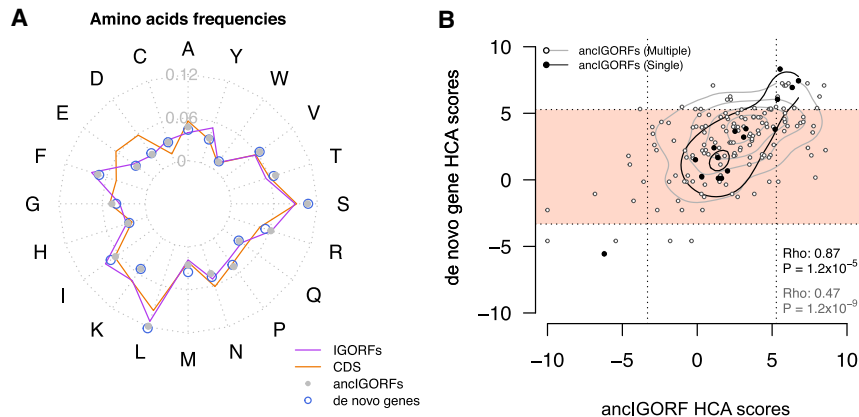 A
Amino acids frequencies
A
Y
W
V
T
S
R
Q
P
N
M
L
K
I
H
G
F
E
D
C
0.12
0.06
0
IGORFs
CDS
ancIGORFs
de novo genes
B
ancIGORFs (Multiple)
ancIGORFs (Single)
de novo gene HCA scores
10
5
0
−5
−10
Rho: 0.87
P = 1.2x10⁻⁵
Rho: 0.47
P = 1.2x10⁻⁹
−10 −5 0 5 10
ancIGORF HCA scores